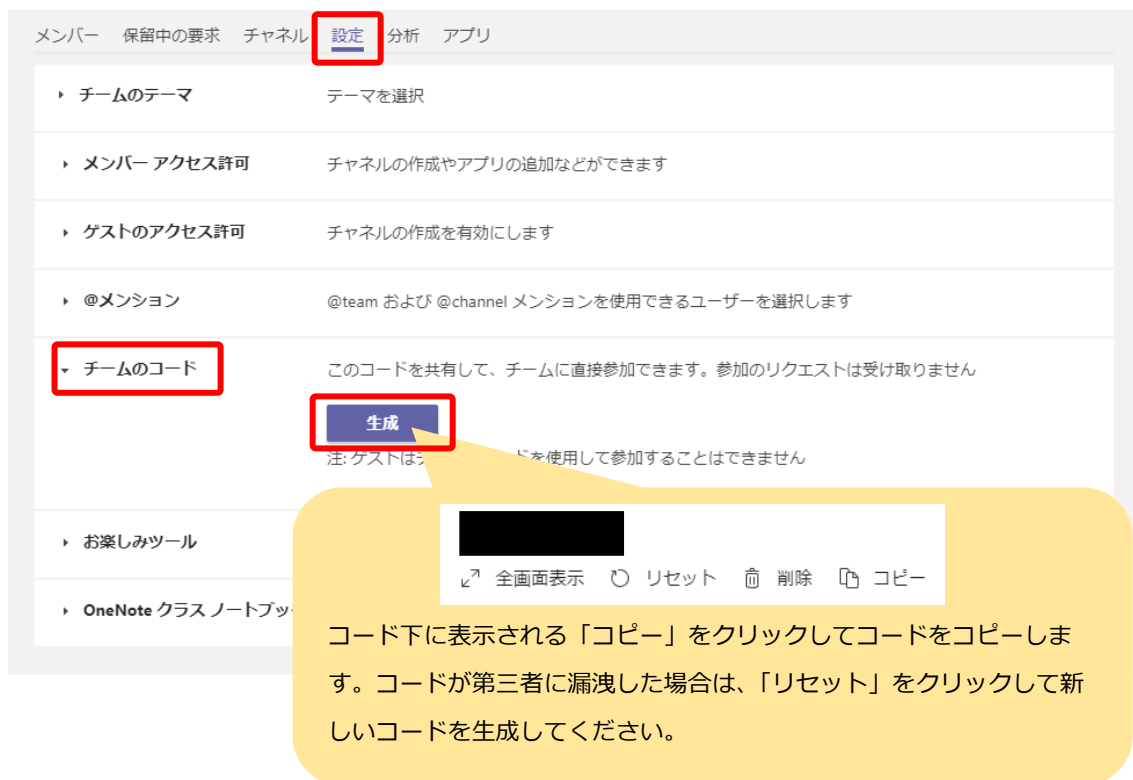 メンバー 保留中の要求 チャネル 設定 分析 アプリ
チームのテーマ テーマを選択
メンバー アクセス許可 チャネルの作成やアプリの追加などができます
ゲストのアクセス許可 チャネルの作成を有効にします
@メンション @team および @channel メンションを使用できるユーザーを選択します
チームのコード このコードを共有して、チームに直接参加できます。参加のリクエストは受け取りません
生成
注: ゲストは ドを使用して参加することはできません
お楽しみツール
OneNote クラス ノートブッ
全画面表示 リセット 削除 コピー
コード下に表示される「コピー」をクリックしてコードをコピーしま
す。コードが第三者に漏洩した場合は、「リセット」をクリックして新
しいコードを生成してください。